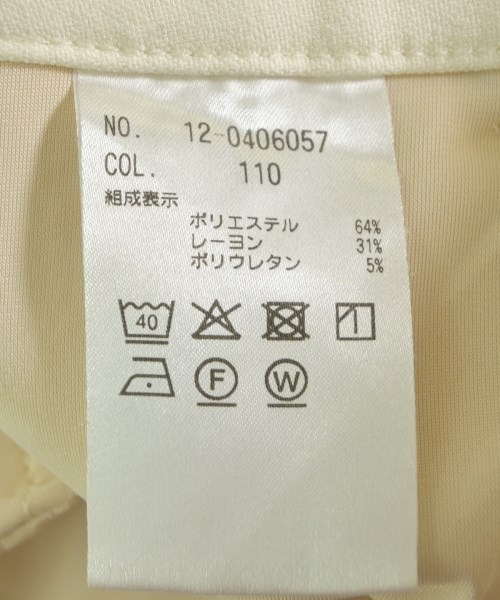 NO. 12-0406057
COL. 110
組成表示
ポリエステル 64%
レーヨン 31%
ポリウレタン 5%
40
F W